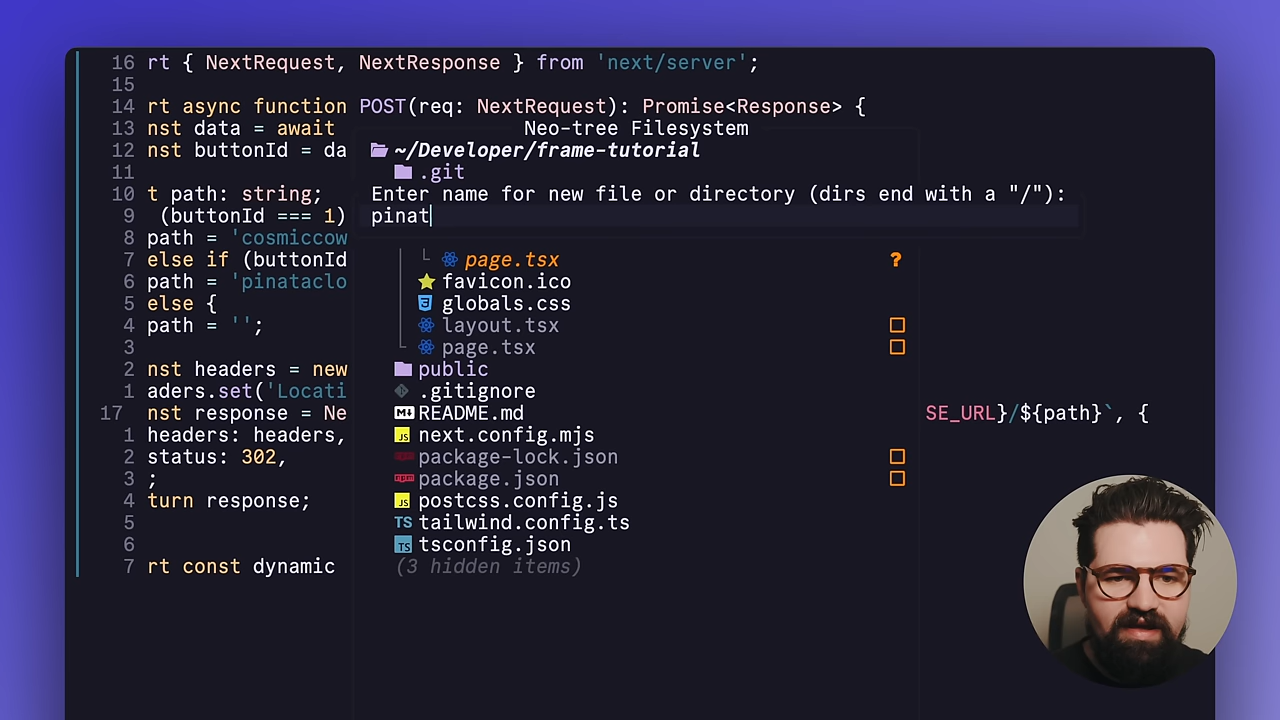 16 rt { NextRequest, NextResponse } from 'next/server';
15
14 rt async function POST(req: NextRequest): Promise<Response> {
13 nst data = await
12 nst buttonId = da
11
10 t path: string;
9 (buttonId === 1)
8 path = 'cosmiccow
7 else if (buttonId
6 path = 'pinataclo
5 else {
4 path = '';
3
2 nst headers = new
1 aders.set('Locati
17 nst response = Ne SE_URL}/${path}`, {
1 headers: headers,
2 status: 302,
3 ;
4 turn response;
5
6
7 rt const dynamic
Neo-tree Filesystem
~/Developer/frame-tutorial
.git
Enter name for new file or directory (dirs end with a "/"):
pinat
page.tsx ?
favicon.ico
globals.css
layout.tsx
page.tsx
public
.gitignore
README.md
JS next.config.mjs
package-lock.json
package.json
JS postcss.config.js
TS tailwind.config.ts
TS tsconfig.json
(3 hidden items)